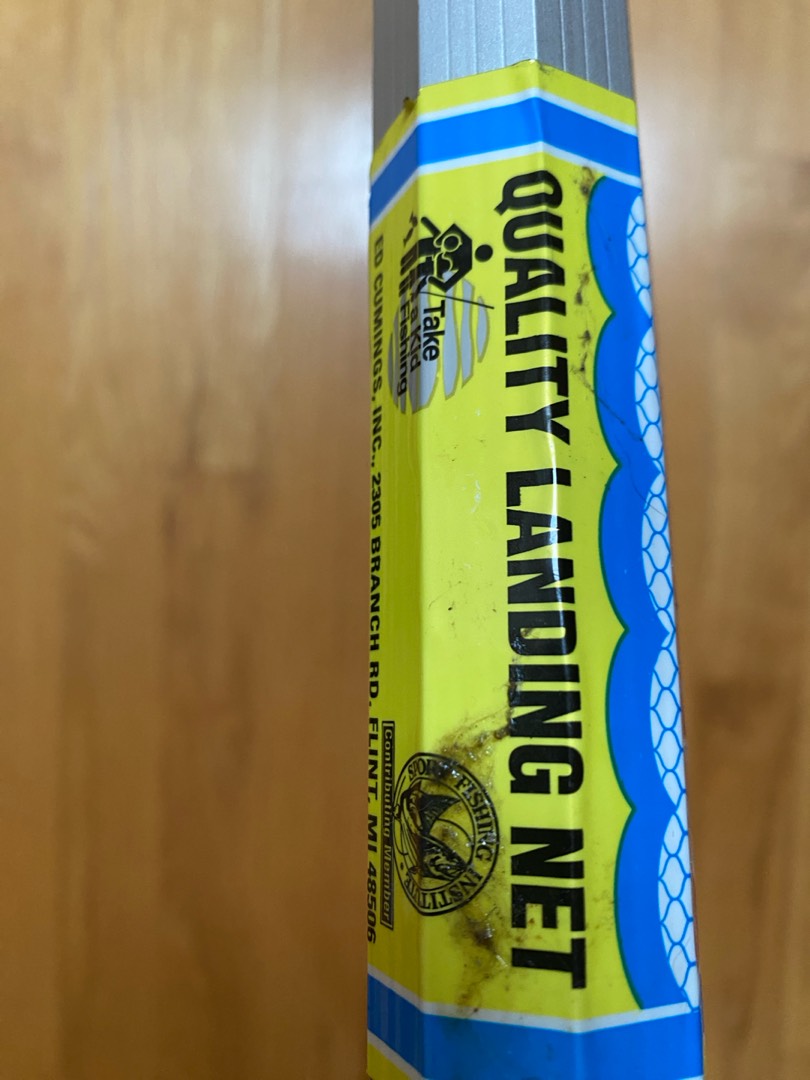 QUALITY LANDING NET
Take
a Kid
Fishing
SPORT FISHING INSTITUTE
Contributing Member
ED CUMINGS, INC., 2305 BRANCH RD. FLINT, MI 48506